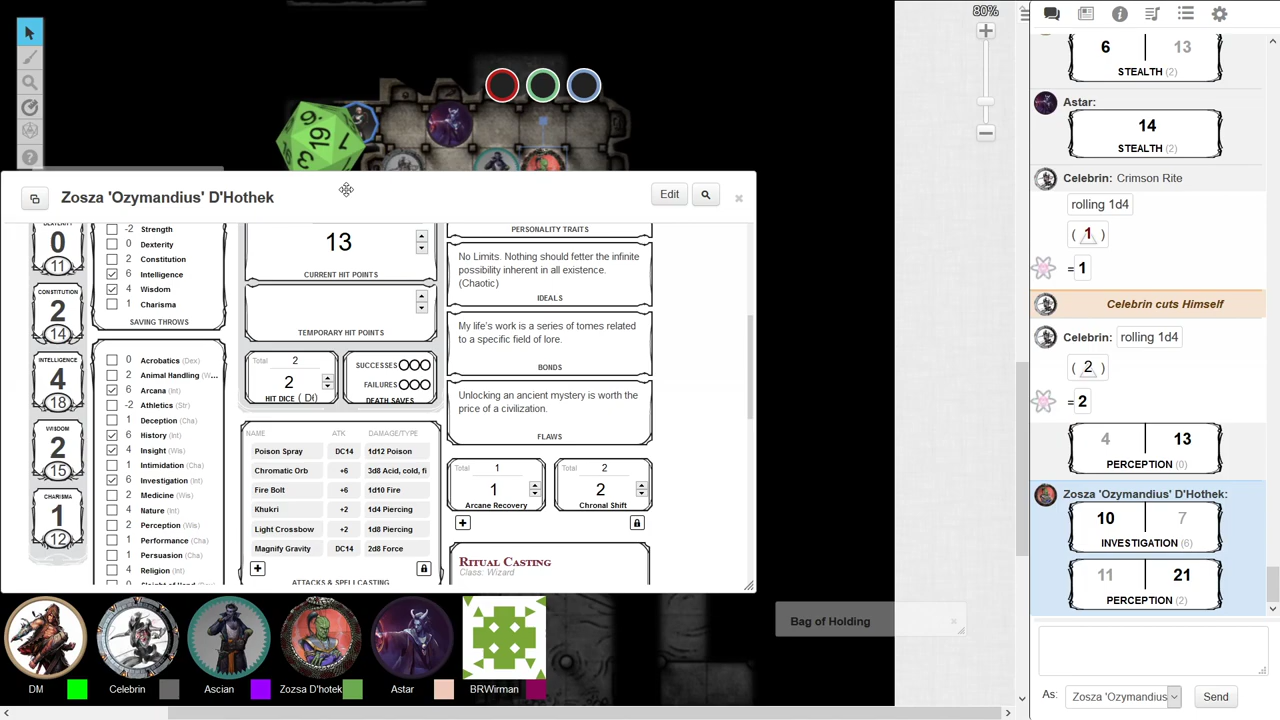 80%
19
1
3
Zosza 'Ozymandius' D'Hothek
Edit
DEXTERITY
0
11
CONSTITUTION
2
14
INTELLIGENCE
4
18
WISDOM
2
15
CHARISMA
1
12
-2 Strength
0 Dexterity
2 Constitution
6 Intelligence
4 Wisdom
1 Charisma
SAVING THROWS
0 Acrobatics (Dex)
2 Animal Handling (W...
6 Arcana (Int)
-2 Athletics (Str)
1 Deception (Cha)
6 History (Int)
4 Insight (Wis)
1 Intimidation (Cha)
6 Investigation (Int)
2 Medicine (Wis)
4 Nature (Int)
2 Perception (Wis)
1 Performance (Cha)
1 Persuasion (Cha)
4 Religion (Int)
0 Sleight of Hand (Dex)
13
CURRENT HIT POINTS
TEMPORARY HIT POINTS
Total 2
2
HIT DICE ( D6
SUCCESSES
FAILURES
DEATH SAVES
NAME ATK DAMAGE/TYPE
Poison Spray DC14 1d12 Poison
Chromatic Orb +6 3d8 Acid, cold, fi
Fire Bolt +6 1d10 Fire
Khukri +2 1d4 Piercing
Light Crossbow +2 1d8 Piercing
Magnify Gravity DC14 2d8 Force
ATTACKS & SPELLCASTING
PERSONALITY TRAITS
No Limits. Nothing should fetter the infinite
possibility inherent in all existence.
(Chaotic)
IDEALS
My life's work is a series of tomes related
to a specific field of lore.
BONDS
Unlocking an ancient mystery is worth the
price of a civilization.
FLAWS
Total 1
1
Arcane Recovery
Total 2
2
Chronal Shift
RITUAL CASTING
Class: Wizard
DM
Celebrin
Ascian
Zozsa D'hotek
Astar
BRWirman
Bag of Holding
6 13
STEALTH (2)
Astar:
14
STEALTH (2)
Celebrin: Crimson Rite
rolling 1d4
( 1 )
= 1
Celebrin cuts Himself
Celebrin: rolling 1d4
( 2 )
= 2
4 13
PERCEPTION (0)
Zosza 'Ozymandius' D'Hothek:
10 7
INVESTIGATION (6)
11 21
PERCEPTION (2)
As: Zosza 'Ozymandius
Send